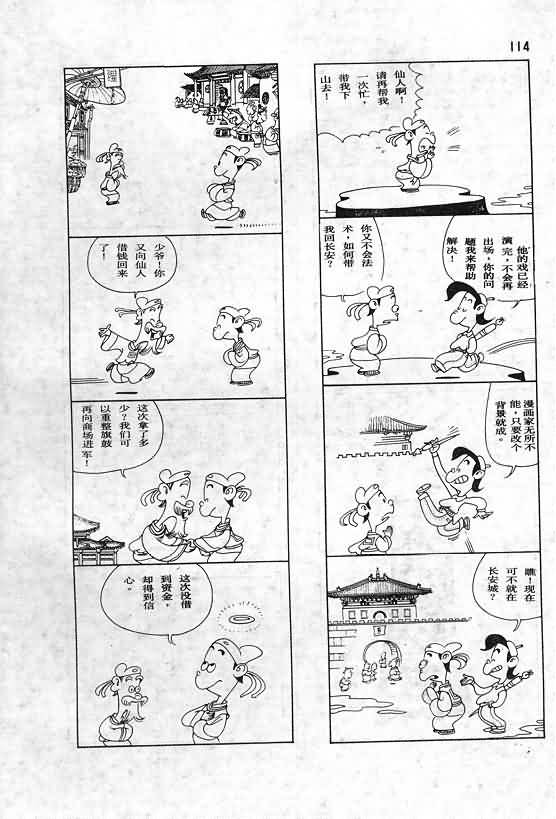 114
仙人啊！
请再帮我
一次忙，
带我下
山去！
他的戏已经
演完，不会再
出场，你的问
题我来帮助
解决！
你又不会法
术，如何带
我回长安？
漫画家无所不
能，只要改个
背景就成。
瞧！现在
可不就在
长安城？
少爷！你
又向仙人
借钱回来
了！
这次拿了多
少？我们可
以重整旗鼓
再向商场进军！
这次没借
到资金，
却得到信
心。